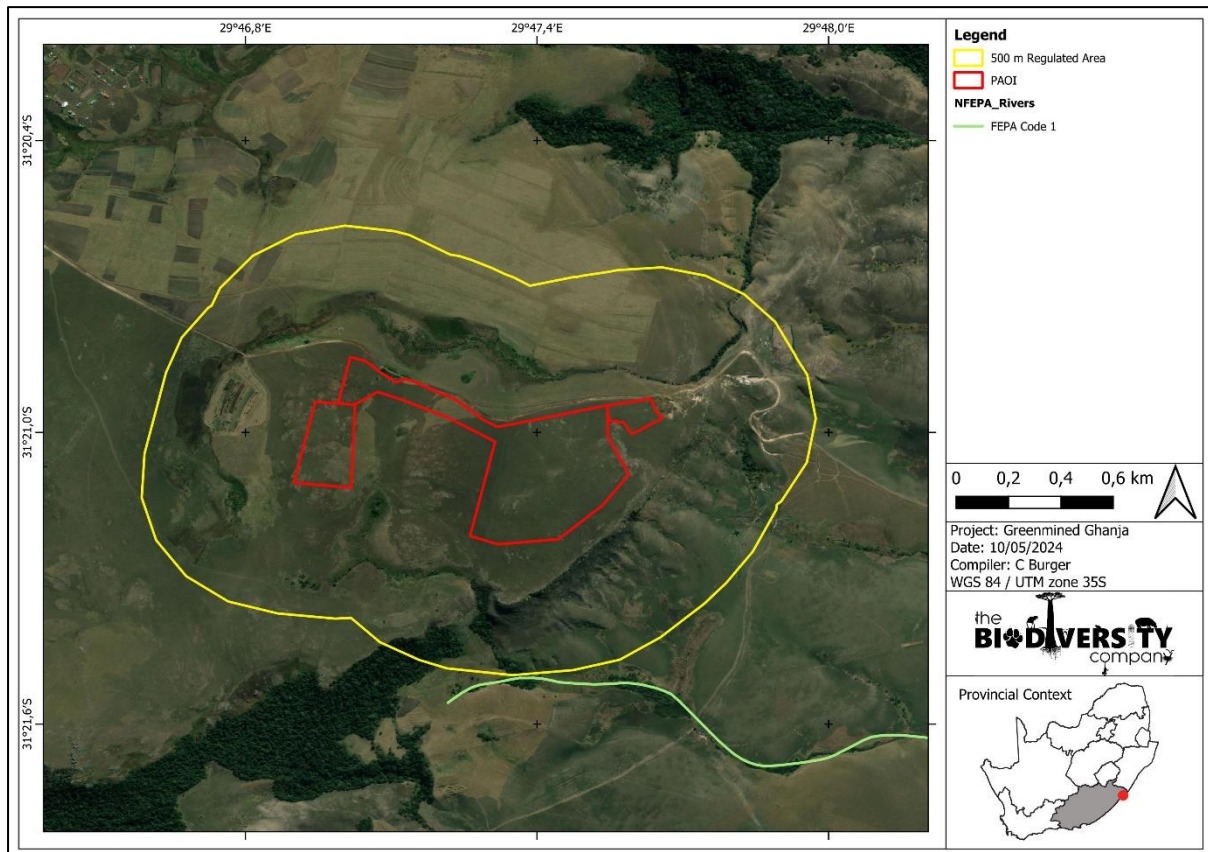 29°46,8'E
29°47,4'E
29°48,0'E
31°20,4'S
31°21,0'S
31°21,6'S
Legend
500 m Regulated Area
PAOI
NFEPA_Rivers
FEPA Code 1
0 0,2 0,4 0,6 km
Project: Greenmined Ghanja
Date: 10/05/2024
Compiler: C Burger
WGS 84 / UTM zone 35S
the
BIODIVERSITY
company
Provincial Context